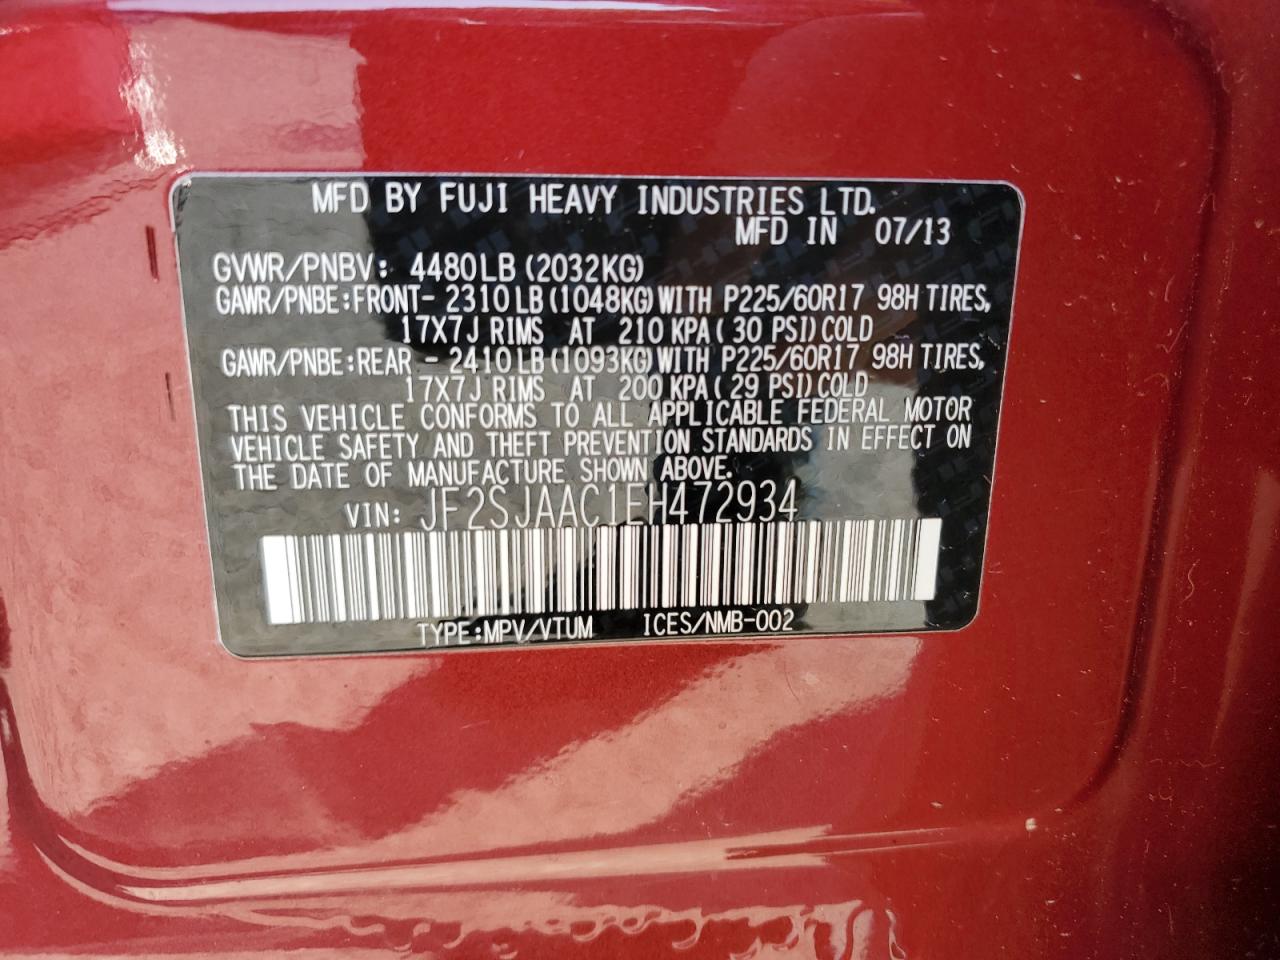 MFD BY FUJI HEAVY INDUSTRIES LTD.
MFD IN 07/13
GVWR/PNBV: 4480LB (2032KG)
GAWR/PNBE:FRONT- 2310 LB (1048KG) WITH P225/60R17 98H TIRES,
17X7J RIMS AT 210 KPA ( 30 PSI) COLD
GAWR/PNBE:REAR - 2410 LB (1093KG) WITH P225/60R17 98H TIRES,
17X7J RIMS AT 200 KPA ( 29 PSI) COLD
THIS VEHICLE CONFORMS TO ALL APPLICABLE FEDERAL MOTOR
VEHICLE SAFETY AND THEFT PREVENTION STANDARDS IN EFFECT ON
THE DATE OF MANUFACTURE SHOWN ABOVE.
VIN: JF2SJAAC1EH472934
TYPE:MPV/VTUM ICES/NMB-002